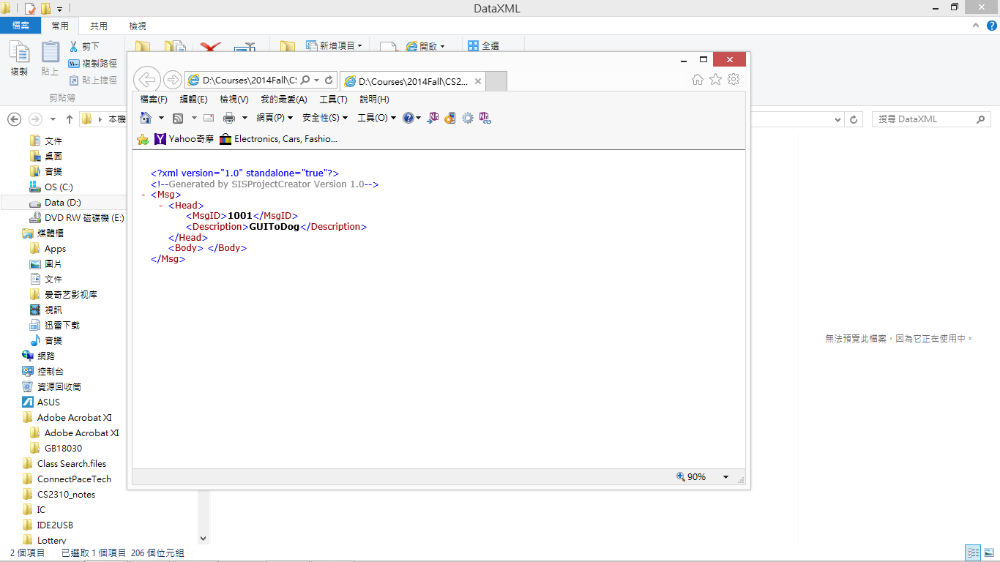 DataXML
檔案 常用 共用 檢視
剪下
複製路徑
貼上捷徑
複製 貼上
剪貼簿
新增項目 開啟 全選
本機
搜尋 DataXML
D:\Courses\2014Fall\CS D:\Courses\2014Fall\CS2...
檔案(F) 編輯(E) 檢視(V) 我的最愛(A) 工具(T) 說明(H)
網頁(P) 安全性(S) 工具(O)
Yahoo奇摩 Electronics, Cars, Fashio...
<?xml version="1.0" standalone="true"?>
<!--Generated by SISProjectCreator Version 1.0-->
- <Msg>
- <Head>
<MsgID>1001</MsgID>
<Description>GUIToDog</Description>
</Head>
<Body> </Body>
</Msg>
90%
文件
桌面
音樂
OS (C:)
Data (D:)
DVD RW 磁碟機 (E:)
媒體櫃
Apps
圖片
文件
爱奇艺影视库
視訊
迅雷下載
音樂
網路
控制台
資源回收筒
ASUS
Adobe Acrobat XI
Adobe Acrobat XI
GB18030
Class Search.files
ConnectPaceTech
CS2310_notes
IC
IDE2USB
Lottery
無法預覽此檔案，因為它正在使用中。
2 個項目 已選取 1 個項目 206 個位元組